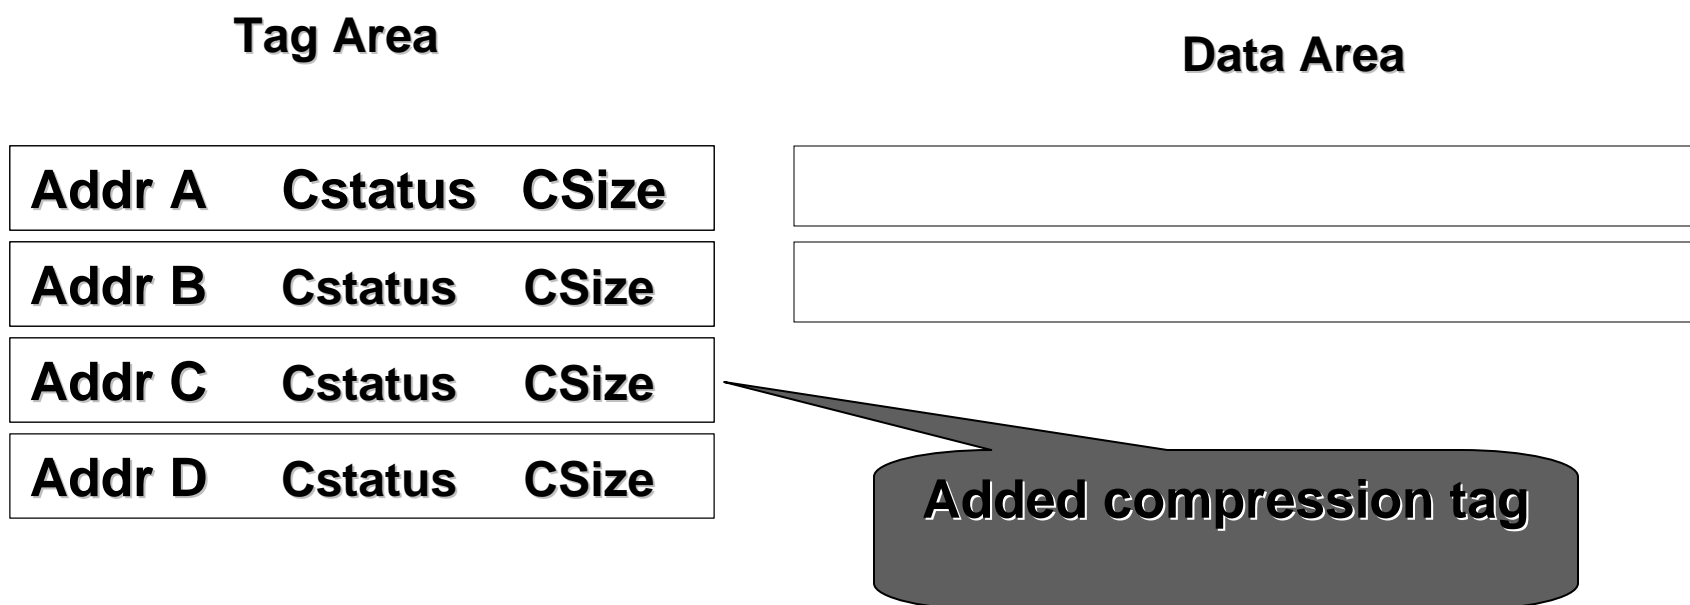 Tag Area
Data Area
Addr A Cstatus CSize
Addr B Cstatus CSize
Addr C Cstatus CSize
Addr D Cstatus CSize
Added compression tag